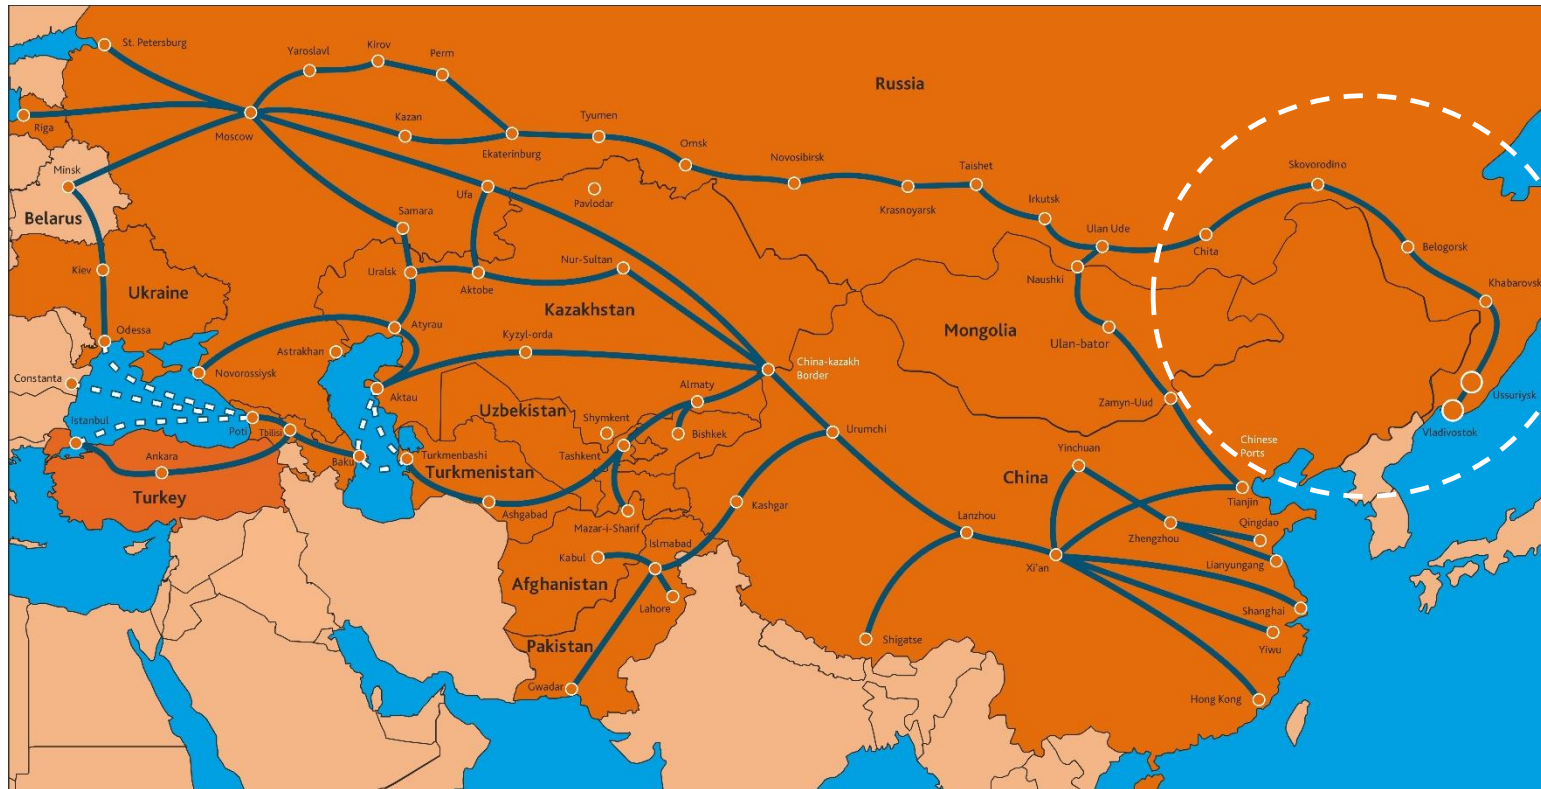 St. Petersburg
Yaroslavl
Kirov
Perm
Russia
Riga
Moscow
Kazan
Ekaterinburg
Tyumen
Omsk
Novosibirsk
Krasnoyarsk
Taishet
Irkutsk
Ulan Ude
Chita
Skovorodino
Belogorsk
Khabarovsk
Minsk
Belarus
Ufa
Pavlodar
Samara
Kiev
Ukraine
Uralsk
Aktobe
Nur-Sultan
Naushki
Kazakhstan
Mongolia
Ulan-bator
Odessa
Atyrau
Astrakhan
Kyzyl-orda
China-kazakh
Border
Constanta
Novorossiysk
Aktau
Almaty
Zamyn-Uud
Ussuriysk
Vladivostok
Istanbul
Poti
Tbilisi
Uzbekistan
Shymkent
Bishkek
Urumchi
Chinese
Ports
Ankara
Baku
Turkmenbashi
Turkmenistan
Tashkent
Yinchuan
China
Turkey
Ashgabad
Mazar-i-Sharif
Kashgar
Tianjin
Kabul
Islmabad
Lanzhou
Xi'an
Zhengzhou
Qingdao
Lianyungang
Afghanistan
Lahore
Shanghai
Yiwu
Pakistan
Shigatse
Gwadar
Hong Kong